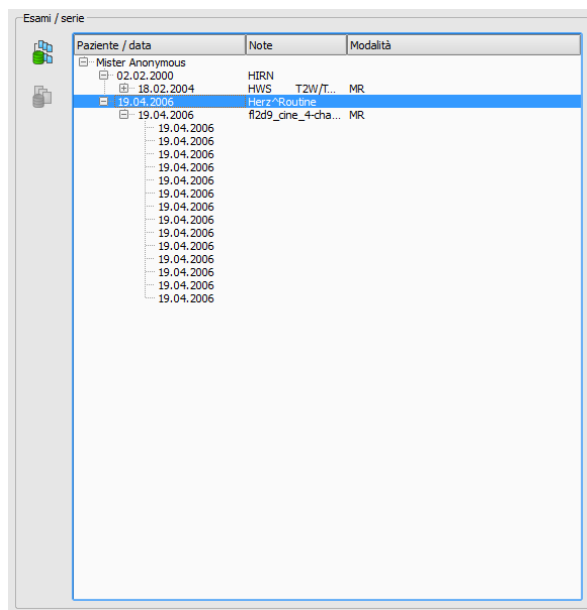 Esami / serie
Paziente / data Note Modalità
Mister Anonymous
02.02.2000 HIRN
18.02.2004 HWS T2W/T... MR
19.04.2006 Herz^Routine
19.04.2006 fl2d9_cine_4-cha... MR
19.04.2006
19.04.2006
19.04.2006
19.04.2006
19.04.2006
19.04.2006
19.04.2006
19.04.2006
19.04.2006
19.04.2006
19.04.2006
19.04.2006
19.04.2006
19.04.2006